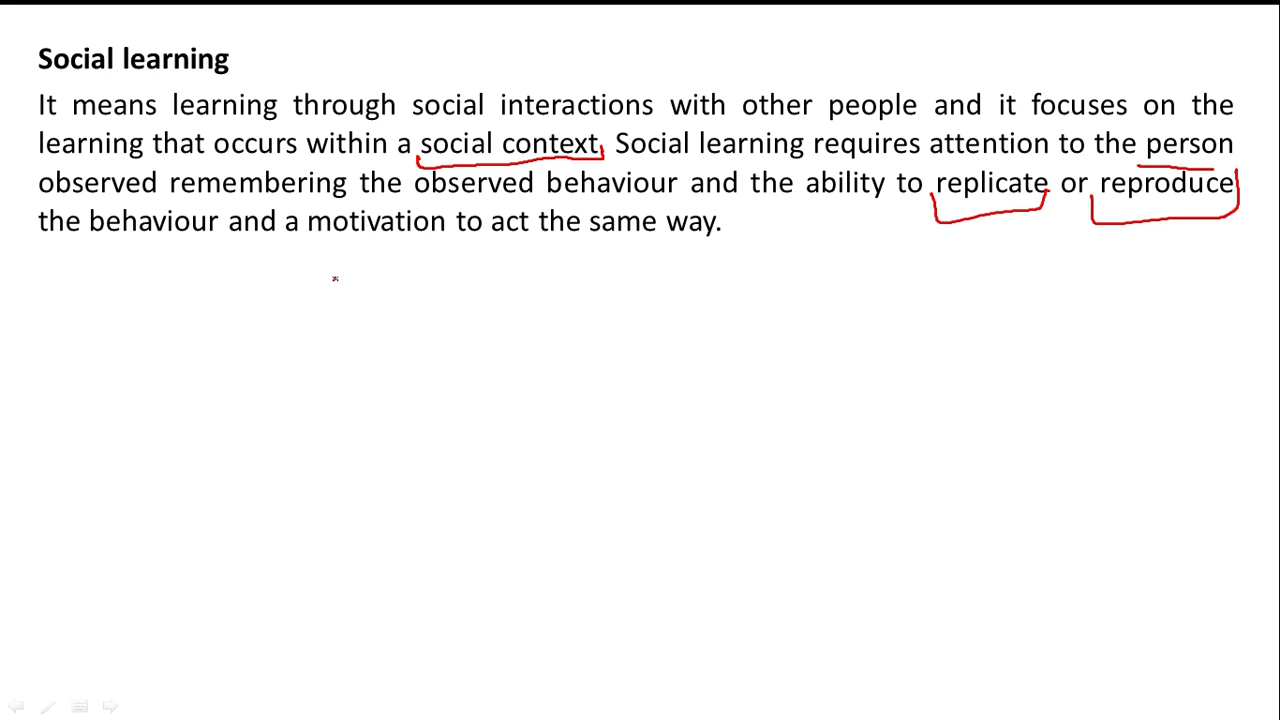 Social learning
It means learning through social interactions with other people and it focuses on the
learning that occurs within a social context. Social learning requires attention to the person
observed remembering the observed behaviour and the ability to replicate or reproduce
the behaviour and a motivation to act the same way.